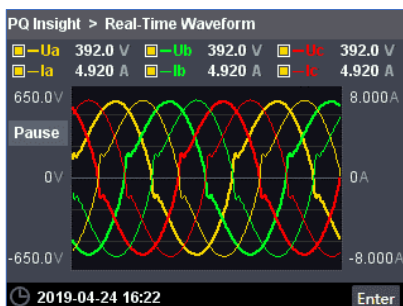 PQ Insight > Real-Time Waveform
Ua 392.0 V Ub 392.0 V Uc 392.0 V
Ia 4.920 A Ib 4.920 A Ic 4.920 A
650.0V 8.000A
Pause
0V 0A
-650.0V -8.000A
2019-04-24 16:22 Enter